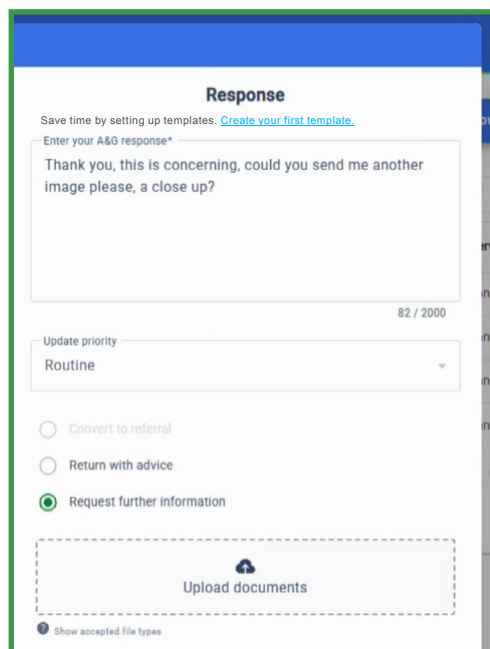 Response
Save time by setting up templates. Create your first template.
Enter your A&G response*
Thank you, this is concerning, could you send me another
image please, a close up?
82 / 2000
Update priority
Routine
Convert to referral
Return with advice
Request further information
Upload documents
Show accepted file types